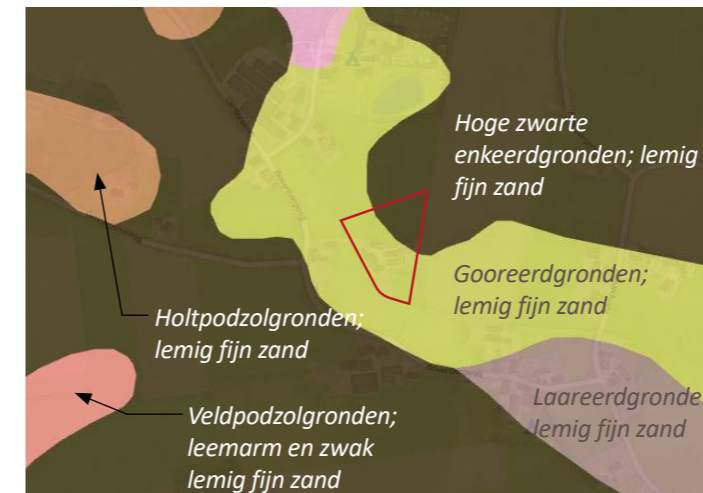 Hoge zwarte
enkeerdgronden; lemig
fijn zand
Gooreerdgronden;
lemig fijn zand
Holtpodzolgronden;
lemig fijn zand
Laareerdgronde
lemig fijn zand
Veldpodzolgronden;
leemarm en zwak
lemig fijn zand